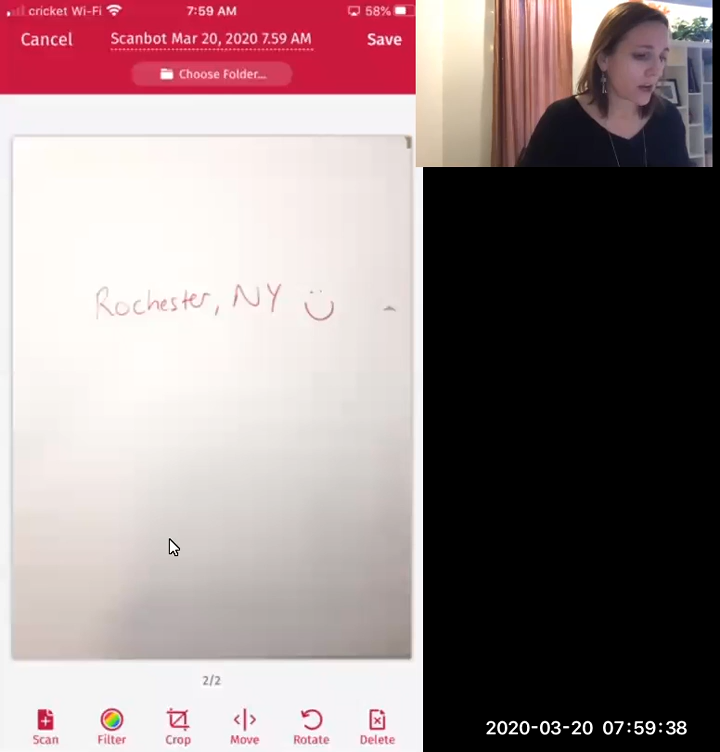 cricket Wi-Fi 7:59 AM 58%
Cancel Scanbot Mar 20, 2020 7.59 AM Save
Choose Folder...
Rochester, NY
2/2
Scan Filter Crop Move Rotate Delete
2020-03-20 07:59:38